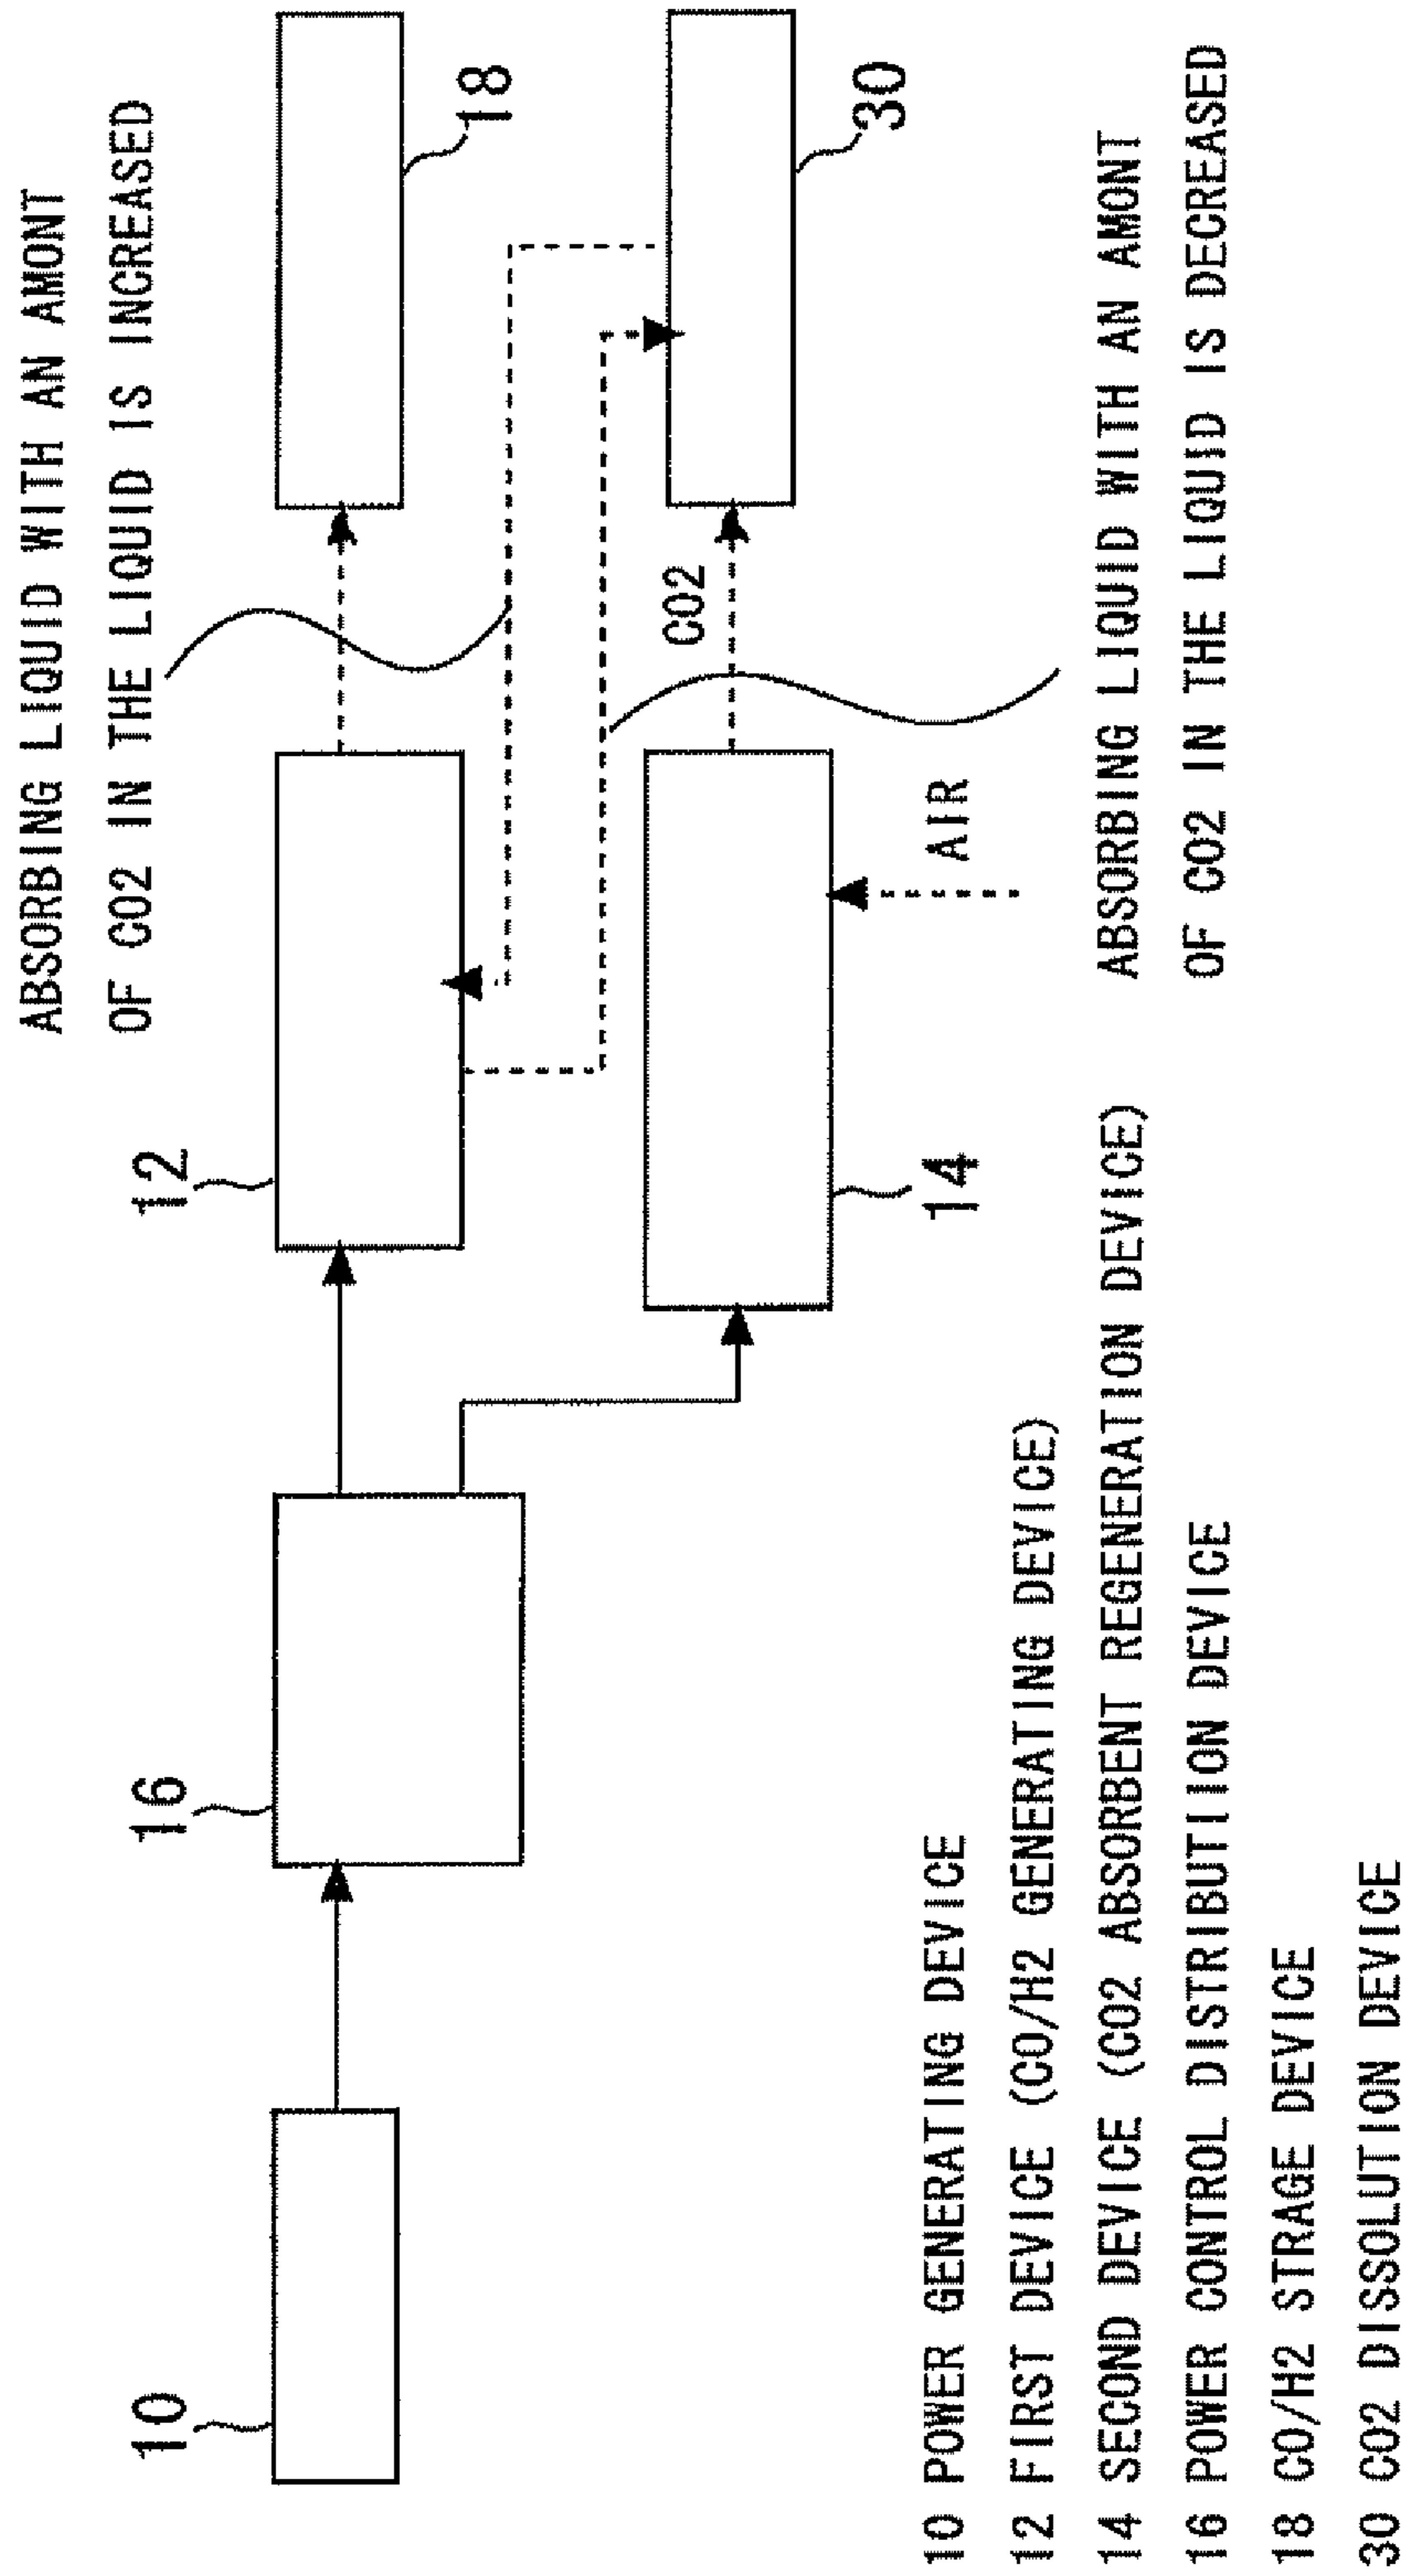 ABSORBING LIQUID WITH AN AMONT
OF CO2 IN THE LIQUID IS INCREASED
10
16
12
18
CO2
30
14
AIR
ABSORBING LIQUID WITH AN AMONT
OF CO2 IN THE LIQUID IS DECREASED
10 POWER GENERATING DEVICE
12 FIRST DEVICE (CO/H2 GENERATING DEVICE)
14 SECOND DEVICE (CO2 ABSORBENT REGENERATION DEVICE)
16 POWER CONTROL DISTRIBUTIION DEVICE
18 CO/H2 STRAGE DEVICE
30 CO2 DISSOLUTION DEVICE